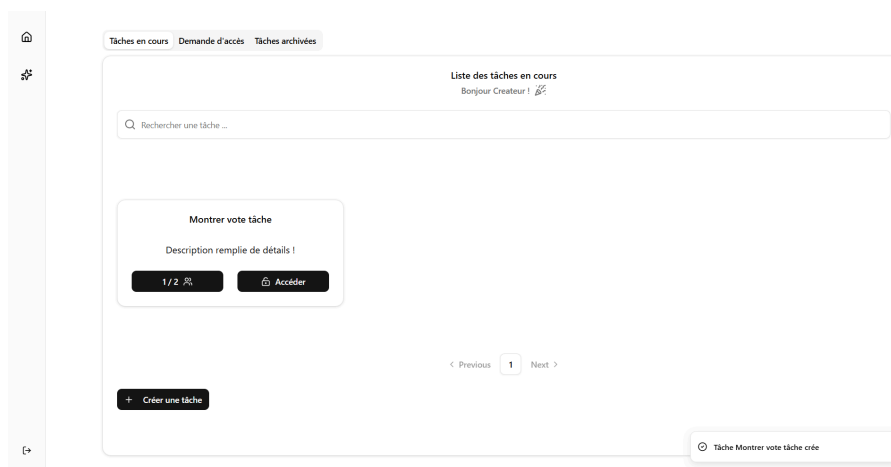 Tâches en cours Demande d'accès Tâches archivées
Liste des tâches en cours
Bonjour Createur !
Rechercher une tâche ...
Montrer vote tâche
Description remplie de détails !
1 / 2 Accéder
Previous 1 Next
Créer une tâche
Tâche Montrer vote tâche crée